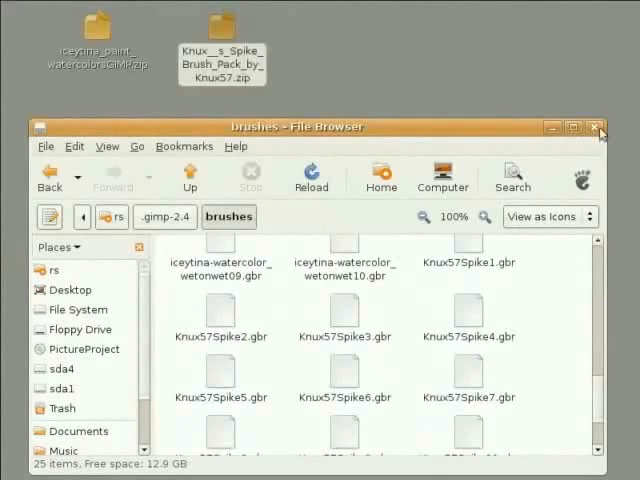 iceytina_paint_
watercolorsGIMP.zip
Knux__s_Spike_
Brush_Pack_by_
Knux57.zip
brushes - File Browser
File Edit View Go Bookmarks Help
Back Forward Up Stop Reload Home Computer Search
rs .gimp-2.4 brushes 100% View as Icons
Places
rs
Desktop
File System
Floppy Drive
PictureProject
sda4
sda1
Trash
Documents
Music
iceytina-watercolor_
wetonwet09.gbr
iceytina-watercolor_
wetonwet10.gbr
Knux57Spike1.gbr
Knux57Spike2.gbr
Knux57Spike3.gbr
Knux57Spike4.gbr
Knux57Spike5.gbr
Knux57Spike6.gbr
Knux57Spike7.gbr
25 items, Free space: 12.9 GB